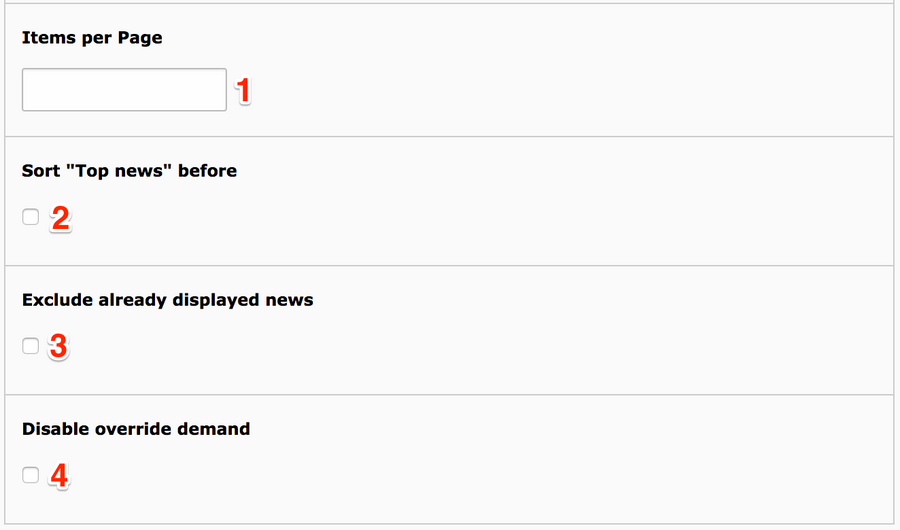 Items per Page
1
Sort "Top news" before
2
Exclude already displayed news
3
Disable override demand
4